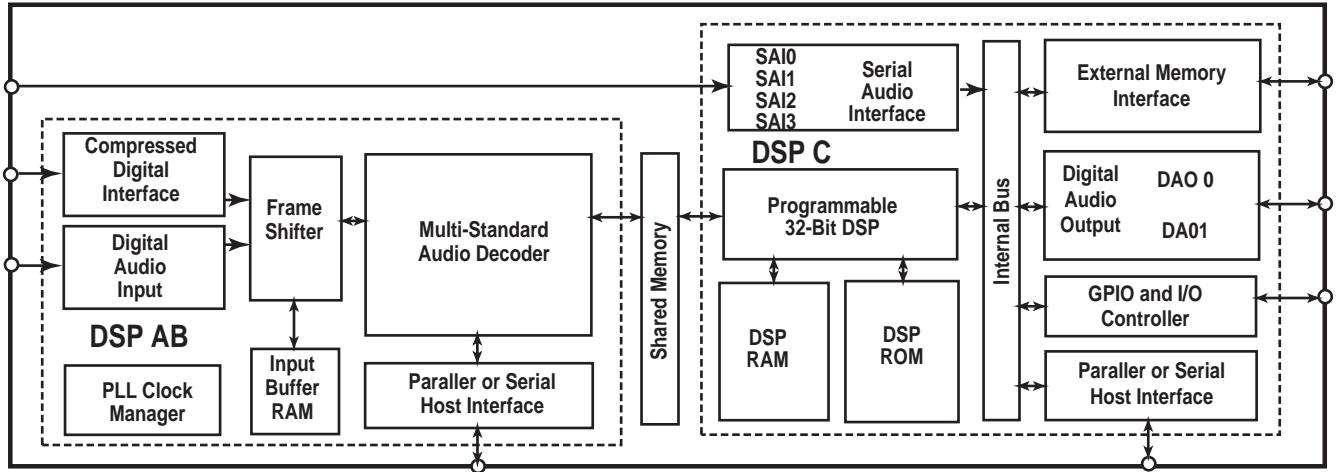 Compressed
Digital
Interface
Digital
Audio
Input
DSP AB
PLL Clock
Manager
Frame
Shifter
Input
Buffer
RAM
Multi-Standard
Audio Decoder
Paraller or Serial
Host Interface
Shared Memory
SAI0
SAI1
SAI2
SAI3
Serial
Audio
Interface
DSP C
Programmable
32-Bit DSP
DSP
RAM
DSP
ROM
Internal Bus
External Memory
Interface
Digital
Audio
Output
DAO 0
DA01
GPIO and I/O
Controller
Paraller or Serial
Host Interface